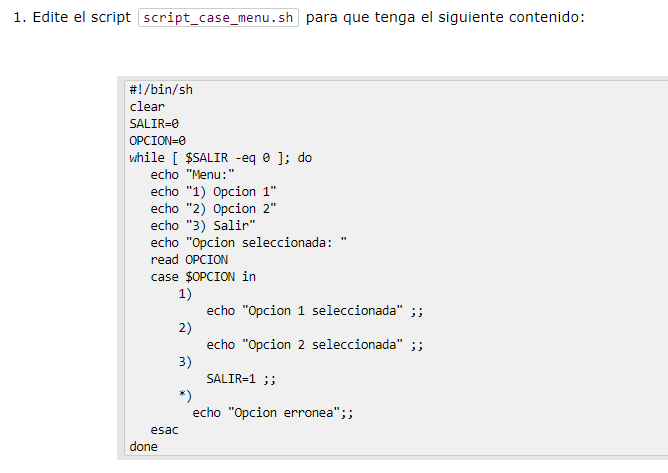 1. Edite el script script_case_menu.sh para que tenga el siguiente contenido:
#!/bin/sh
clear
SALIR=0
OPCION=0
while [ $SALIR -eq 0 ]; do
   echo "Menu:"
   echo "1) Opcion 1"
   echo "2) Opcion 2"
   echo "3) Salir"
   echo "Opcion seleccionada: "
   read OPCION
   case $OPCION in
       1)
           echo "Opcion 1 seleccionada" ;;
       2)
           echo "Opcion 2 seleccionada" ;;
       3)
           SALIR=1 ;;
       *)
         echo "Opcion erronea";;
   esac
done